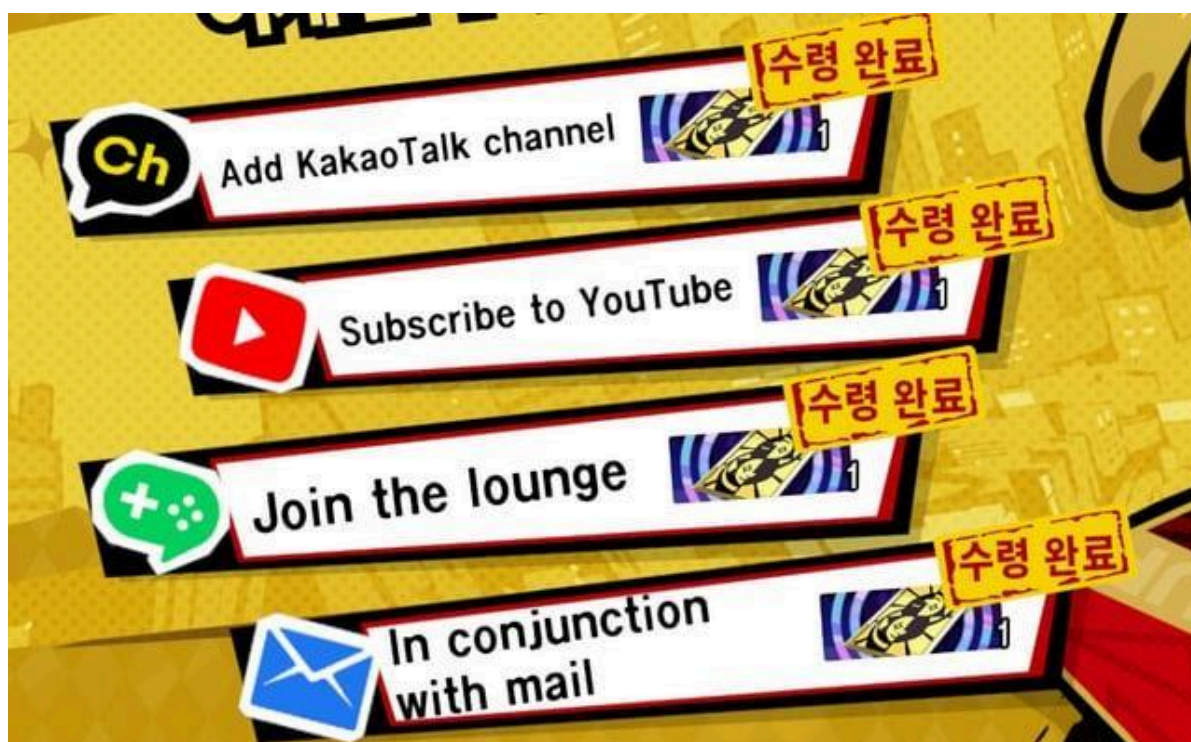 수령 완료
Ch
Add KakaoTalk channel
1
수령 완료
Subscribe to YouTube
1
수령 완료
Join the lounge
1
수령 완료
In conjunction
with mail
1